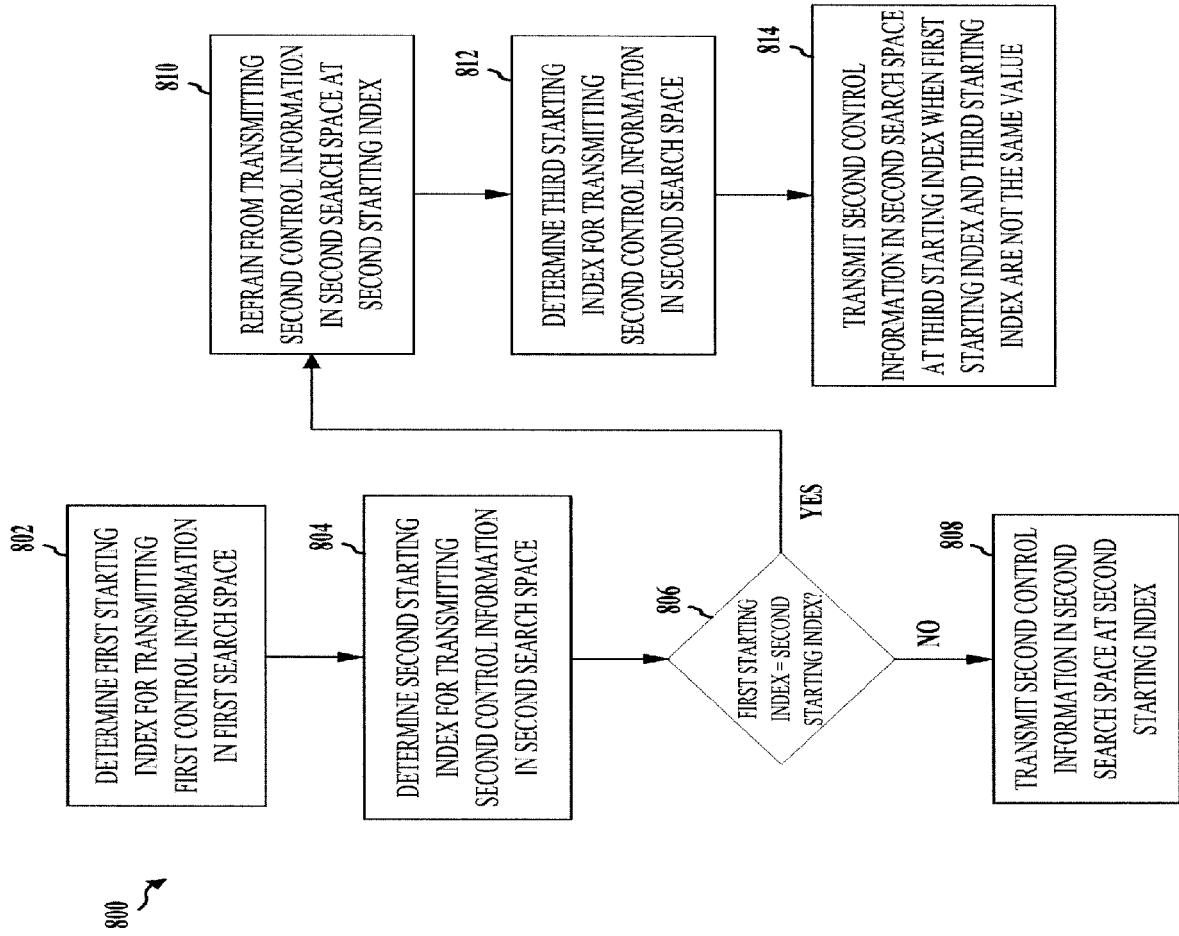 800
802
DETERMINE FIRST STARTING
INDEX FOR TRANSMITTING
FIRST CONTROL INFORMATION
IN FIRST SEARCH SPACE
804
DETERMINE SECOND STARTING
INDEX FOR TRANSMITTING
SECOND CONTROL INFORMATION
IN SECOND SEARCH SPACE
806
FIRST STARTING
INDEX = SECOND
STARTING INDEX?
YES
NO
808
TRANSMIT SECOND CONTROL
INFORMATION IN SECOND
SEARCH SPACE AT SECOND
STARTING INDEX
810
REFRAIN FROM TRANSMITTING
SECOND CONTROL INFORMATION
IN SECOND SEARCH SPACE AT
SECOND STARTING INDEX
812
DETERMINE THIRD STARTING
INDEX FOR TRANSMITTING
SECOND CONTROL INFORMATION
IN SECOND SEARCH SPACE
814
TRANSMIT SECOND CONTROL
INFORMATION IN SECOND SEARCH SPACE
AT THIRD STARTING INDEX WHEN FIRST
STARTING INDEX AND THIRD STARTING
INDEX ARE NOT THE SAME VALUE